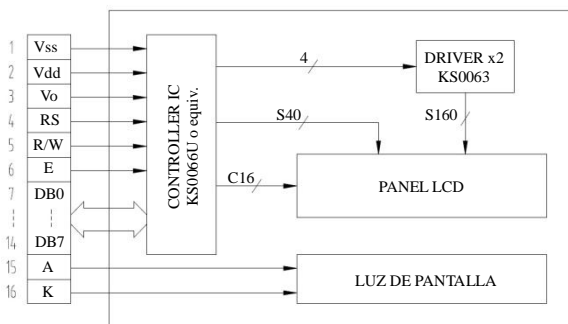 1 Vss
2 Vdd
3 Vo
4 RS
5 R/W
6 E
7 DB0
14 DB7
15 A
16 K
CONTROLLER IC
KS0066U o equiv.
4
DRIVER x2
KS0063
S40
S160
C16
PANEL LCD
LUZ DE PANTALLA